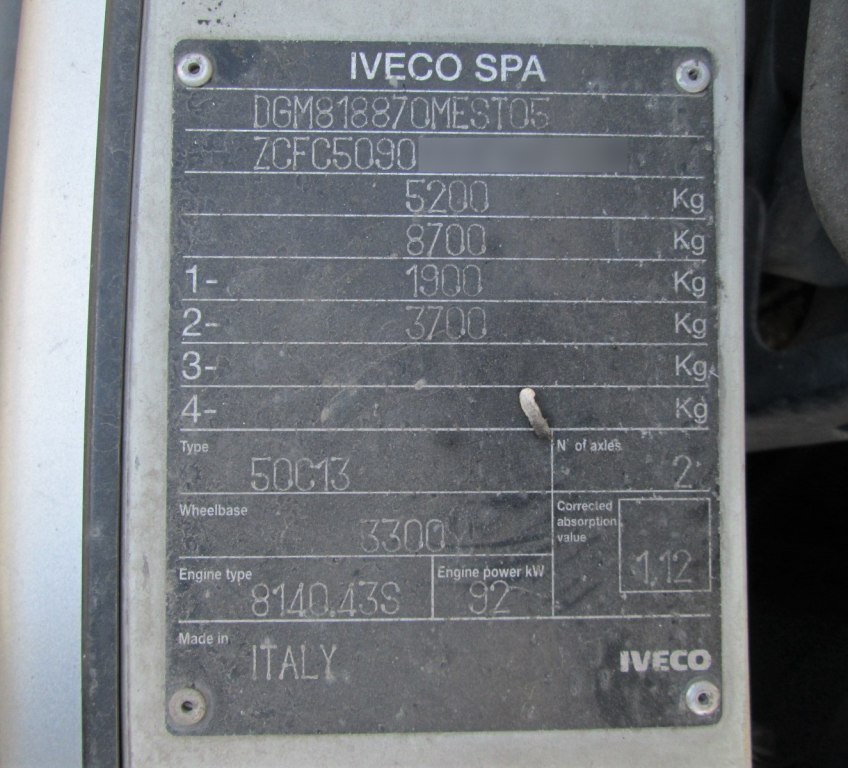 IVECO SPA
DGM818870MEST05
ZCFC5090
5200 Kg
8700 Kg
1- 1900 Kg
2- 3700 Kg
3- Kg
4- Kg
Type 50C13 N° of axles 2
Wheelbase 3300
Corrected absorption value 1,12
Engine type 8140.43S Engine power kW 92
Made in ITALY IVECO